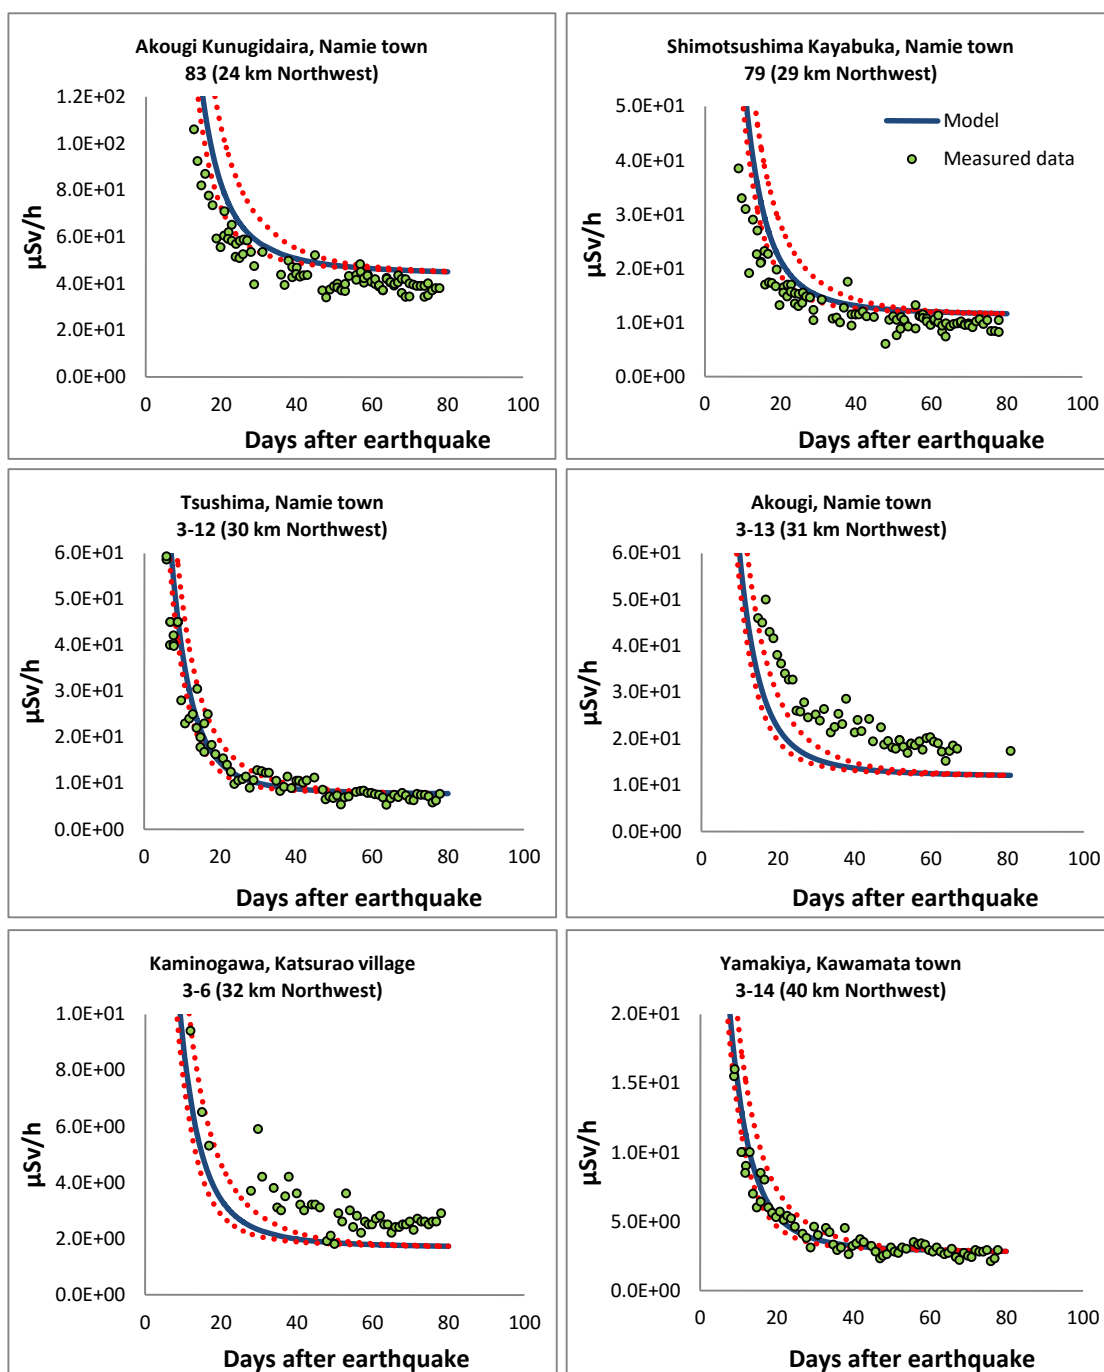 Akougi Kunugidaira, Namie town
83 (24 km Northwest)
1.2E+02
1.0E+02
8.0E+01
6.0E+01
4.0E+01
2.0E+01
0.0E+00
µSv/h
0 20 40 60 80 100
Days after earthquake
Shimotsushima Kayabuka, Namie town
79 (29 km Northwest)
5.0E+01
4.0E+01
3.0E+01
2.0E+01
1.0E+01
0.0E+00
µSv/h
Model
Measured data
0 20 40 60 80 100
Days after earthquake
Tsushima, Namie town
3-12 (30 km Northwest)
6.0E+01
5.0E+01
4.0E+01
3.0E+01
2.0E+01
1.0E+01
0.0E+00
µSv/h
0 20 40 60 80 100
Days after earthquake
Akougi, Namie town
3-13 (31 km Northwest)
6.0E+01
5.0E+01
4.0E+01
3.0E+01
2.0E+01
1.0E+01
0.0E+00
µSv/h
0 20 40 60 80 100
Days after earthquake
Kaminogawa, Katsurao village
3-6 (32 km Northwest)
1.0E+01
8.0E+00
6.0E+00
4.0E+00
2.0E+00
0.0E+00
µSv/h
0 20 40 60 80 100
Days after earthquake
Yamakiya, Kawamata town
3-14 (40 km Northwest)
2.0E+01
1.5E+01
1.0E+01
5.0E+00
0.0E+00
µSv/h
0 20 40 60 80 100
Days after earthquake